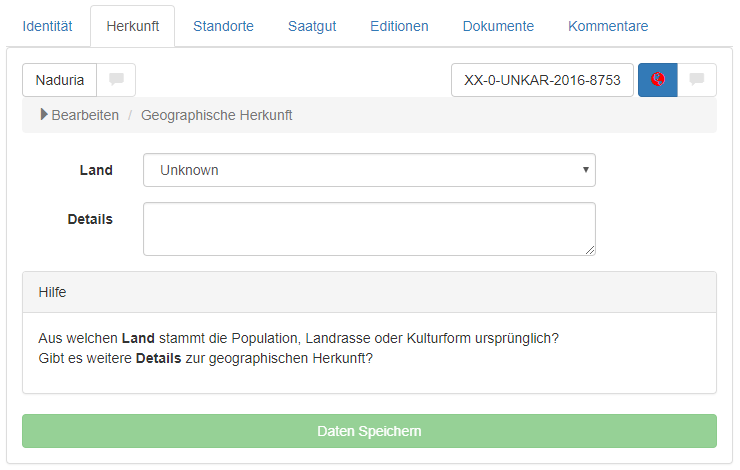 Identität Herkunft Standorte Saatgut Editionen Dokumente Kommentare
Naduria XX-0-UNKAR-2016-8753
Bearbeiten / Geographische Herkunft
Land Unknown
Details
Hilfe
Aus welchen Land stammt die Population, Landrasse oder Kulturform ursprünglich?
Gibt es weitere Details zur geographischen Herkunft?
Daten Speichern